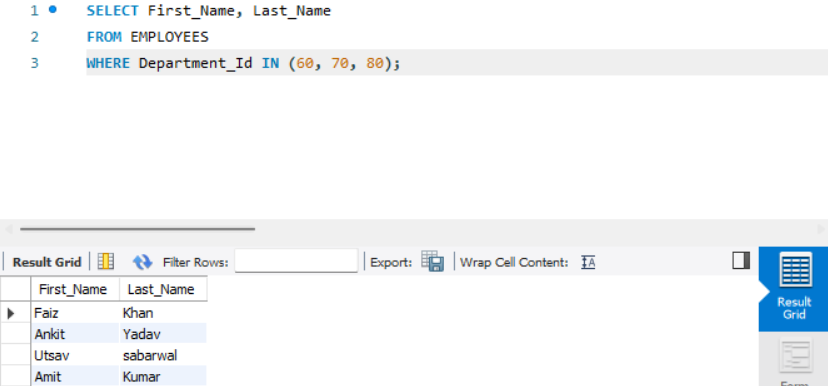 1 SELECT First_Name, Last_Name
2 FROM EMPLOYEES
3 WHERE Department_Id IN (60, 70, 80);
Result Grid Filter Rows: Export: Wrap Cell Content:
First_Name Last_Name
Faiz Khan
Ankit Yadav
Utsav sabarwal
Amit Kumar
Result
Grid
Form